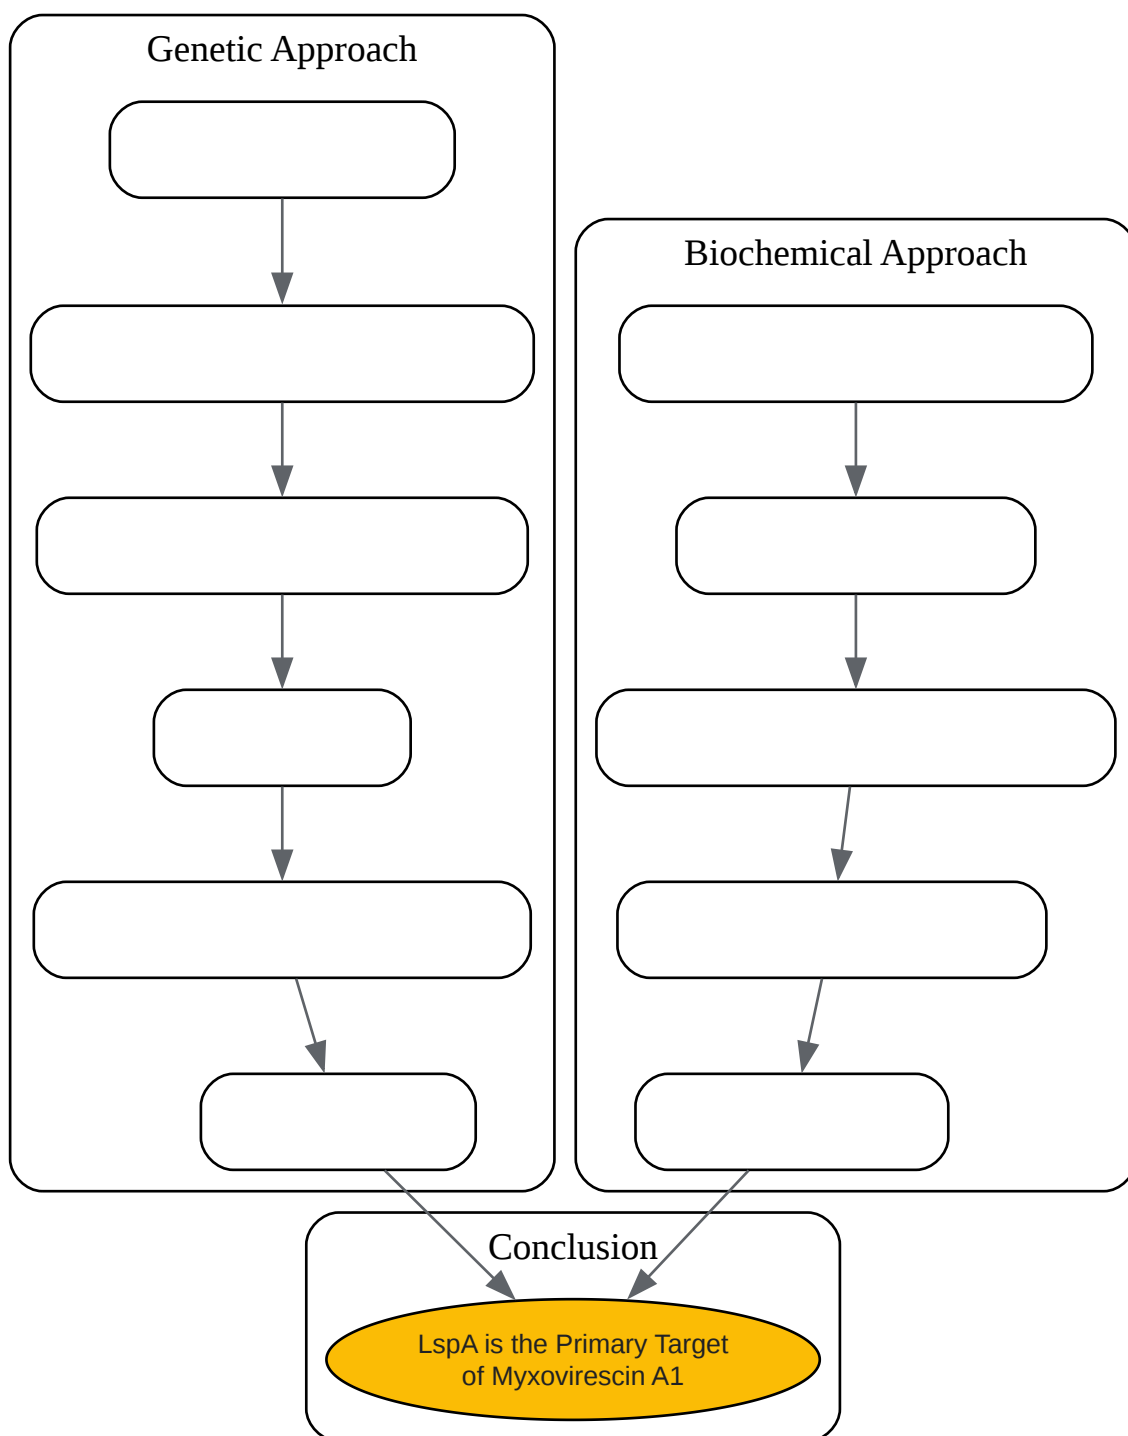 Genetic Approach
Biochemical Approach
Conclusion
LspA is the Primary Target
of Myxovirescin A1